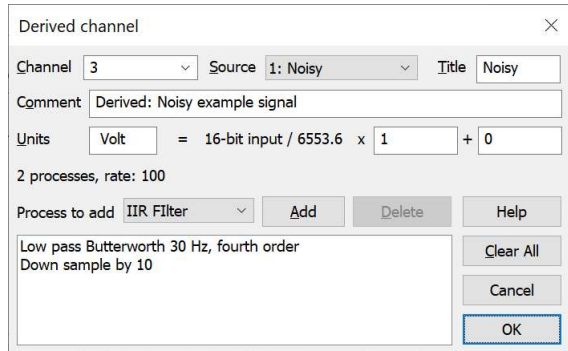 Derived channel
Channel 3 Source 1: Noisy Title Noisy
Comment Derived: Noisy example signal
Units Volt = 16-bit input / 6553.6 x 1 + 0
2 processes, rate: 100
Process to add IIR FIlter Add Delete Help
Low pass Butterworth 30 Hz, fourth order
Down sample by 10
Clear All
Cancel
OK